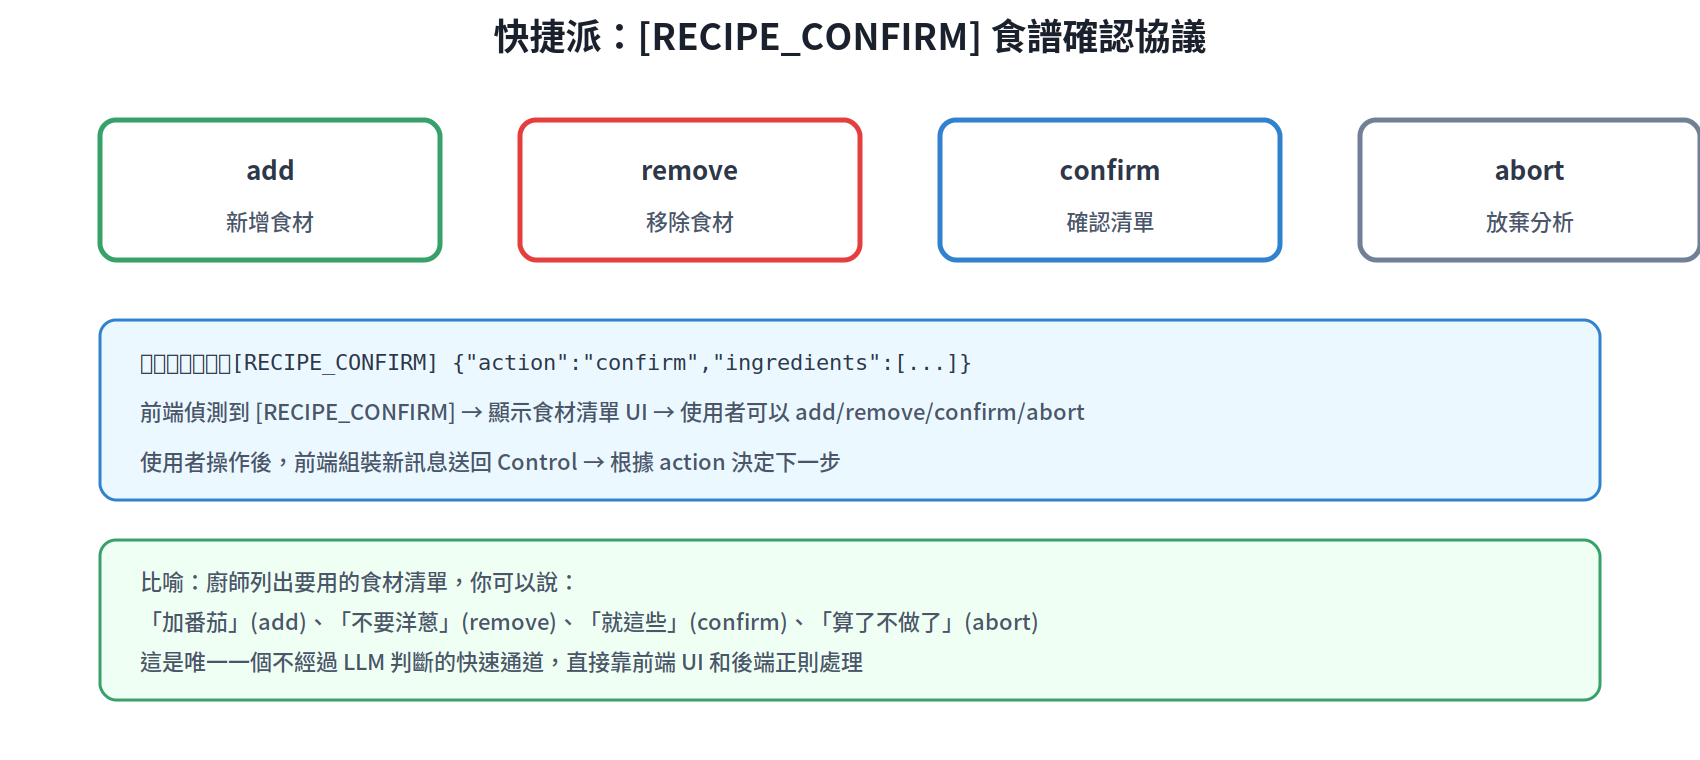 快捷派：[RECIPE_CONFIRM] 食譜確認協議
add
新增食材
remove
移除食材
confirm
確認清單
abort
放棄分析
[RECIPE_CONFIRM] {"action":"confirm","ingredients":[...]}
前端偵測到 [RECIPE_CONFIRM] → 顯示食材清單 UI → 使用者可以 add/remove/confirm/abort
使用者操作後，前端組裝新訊息送回 Control → 根據 action 決定下一步
比喻：廚師列出要用的食材清單，你可以說：
「加番茄」(add)、「不要洋蔥」(remove)、「就這些」(confirm)、「算了不做了」(abort)
這是唯一一個不經過 LLM 判斷的快速通道，直接靠前端 UI 和後端正則處理